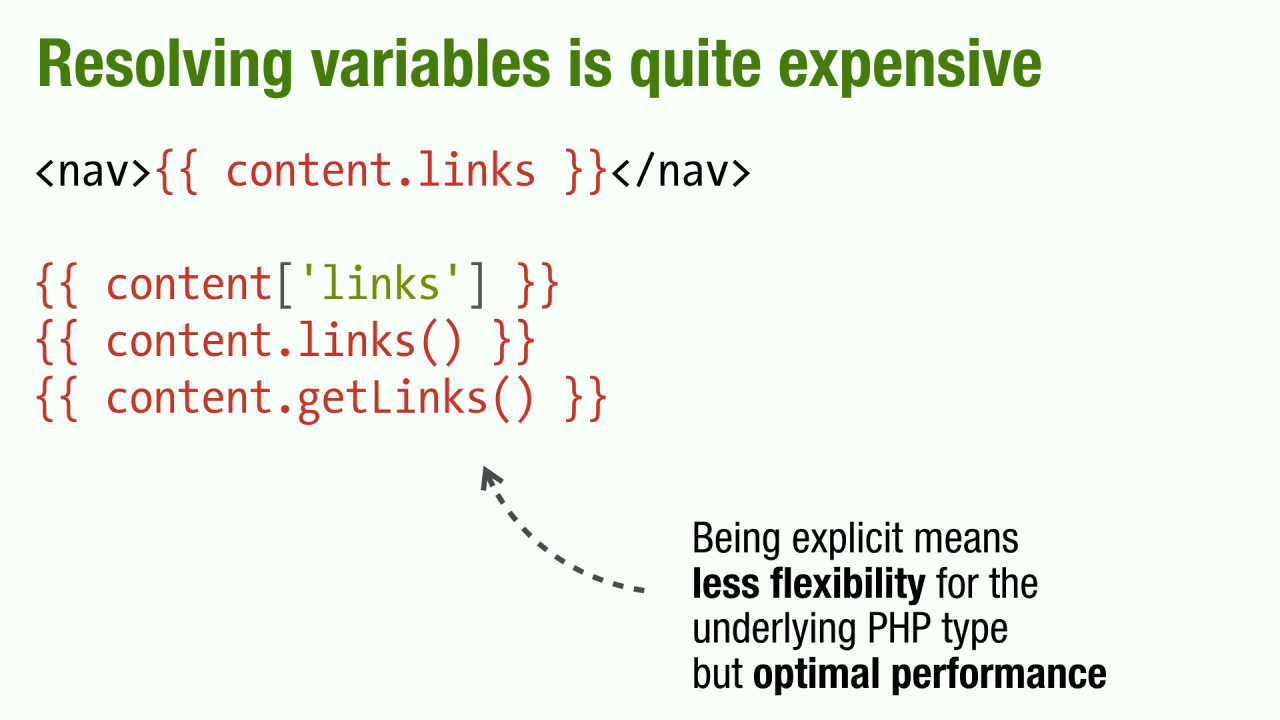 Resolving variables is quite expensive
<nav>{{ content.links }}</nav>
{{ content['links'] }}
{{ content.links() }}
{{ content.getLinks() }}
Being explicit means
less flexibility for the
underlying PHP type
but optimal performance